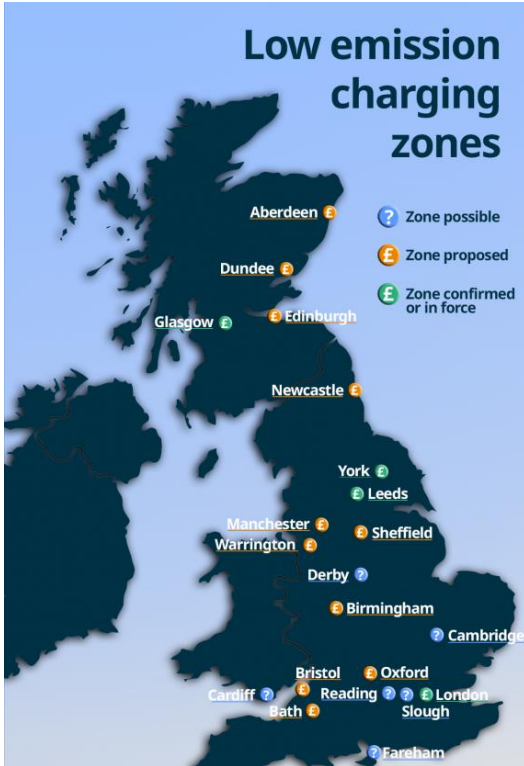 Low emission
charging
zones
? Zone possible
£ Zone proposed
£ Zone confirmed
or in force
Aberdeen £
Dundee £
Glasgow £
£ Edinburgh
Newcastle £
York £
£ Leeds
Manchester £
£ Sheffield
Warrington £
Derby ?
£ Birmingham
? Cambridge
Bristol
£
£ Oxford
Cardiff ?
Reading ?
?
Slough
£ London
Bath £
? Fareham